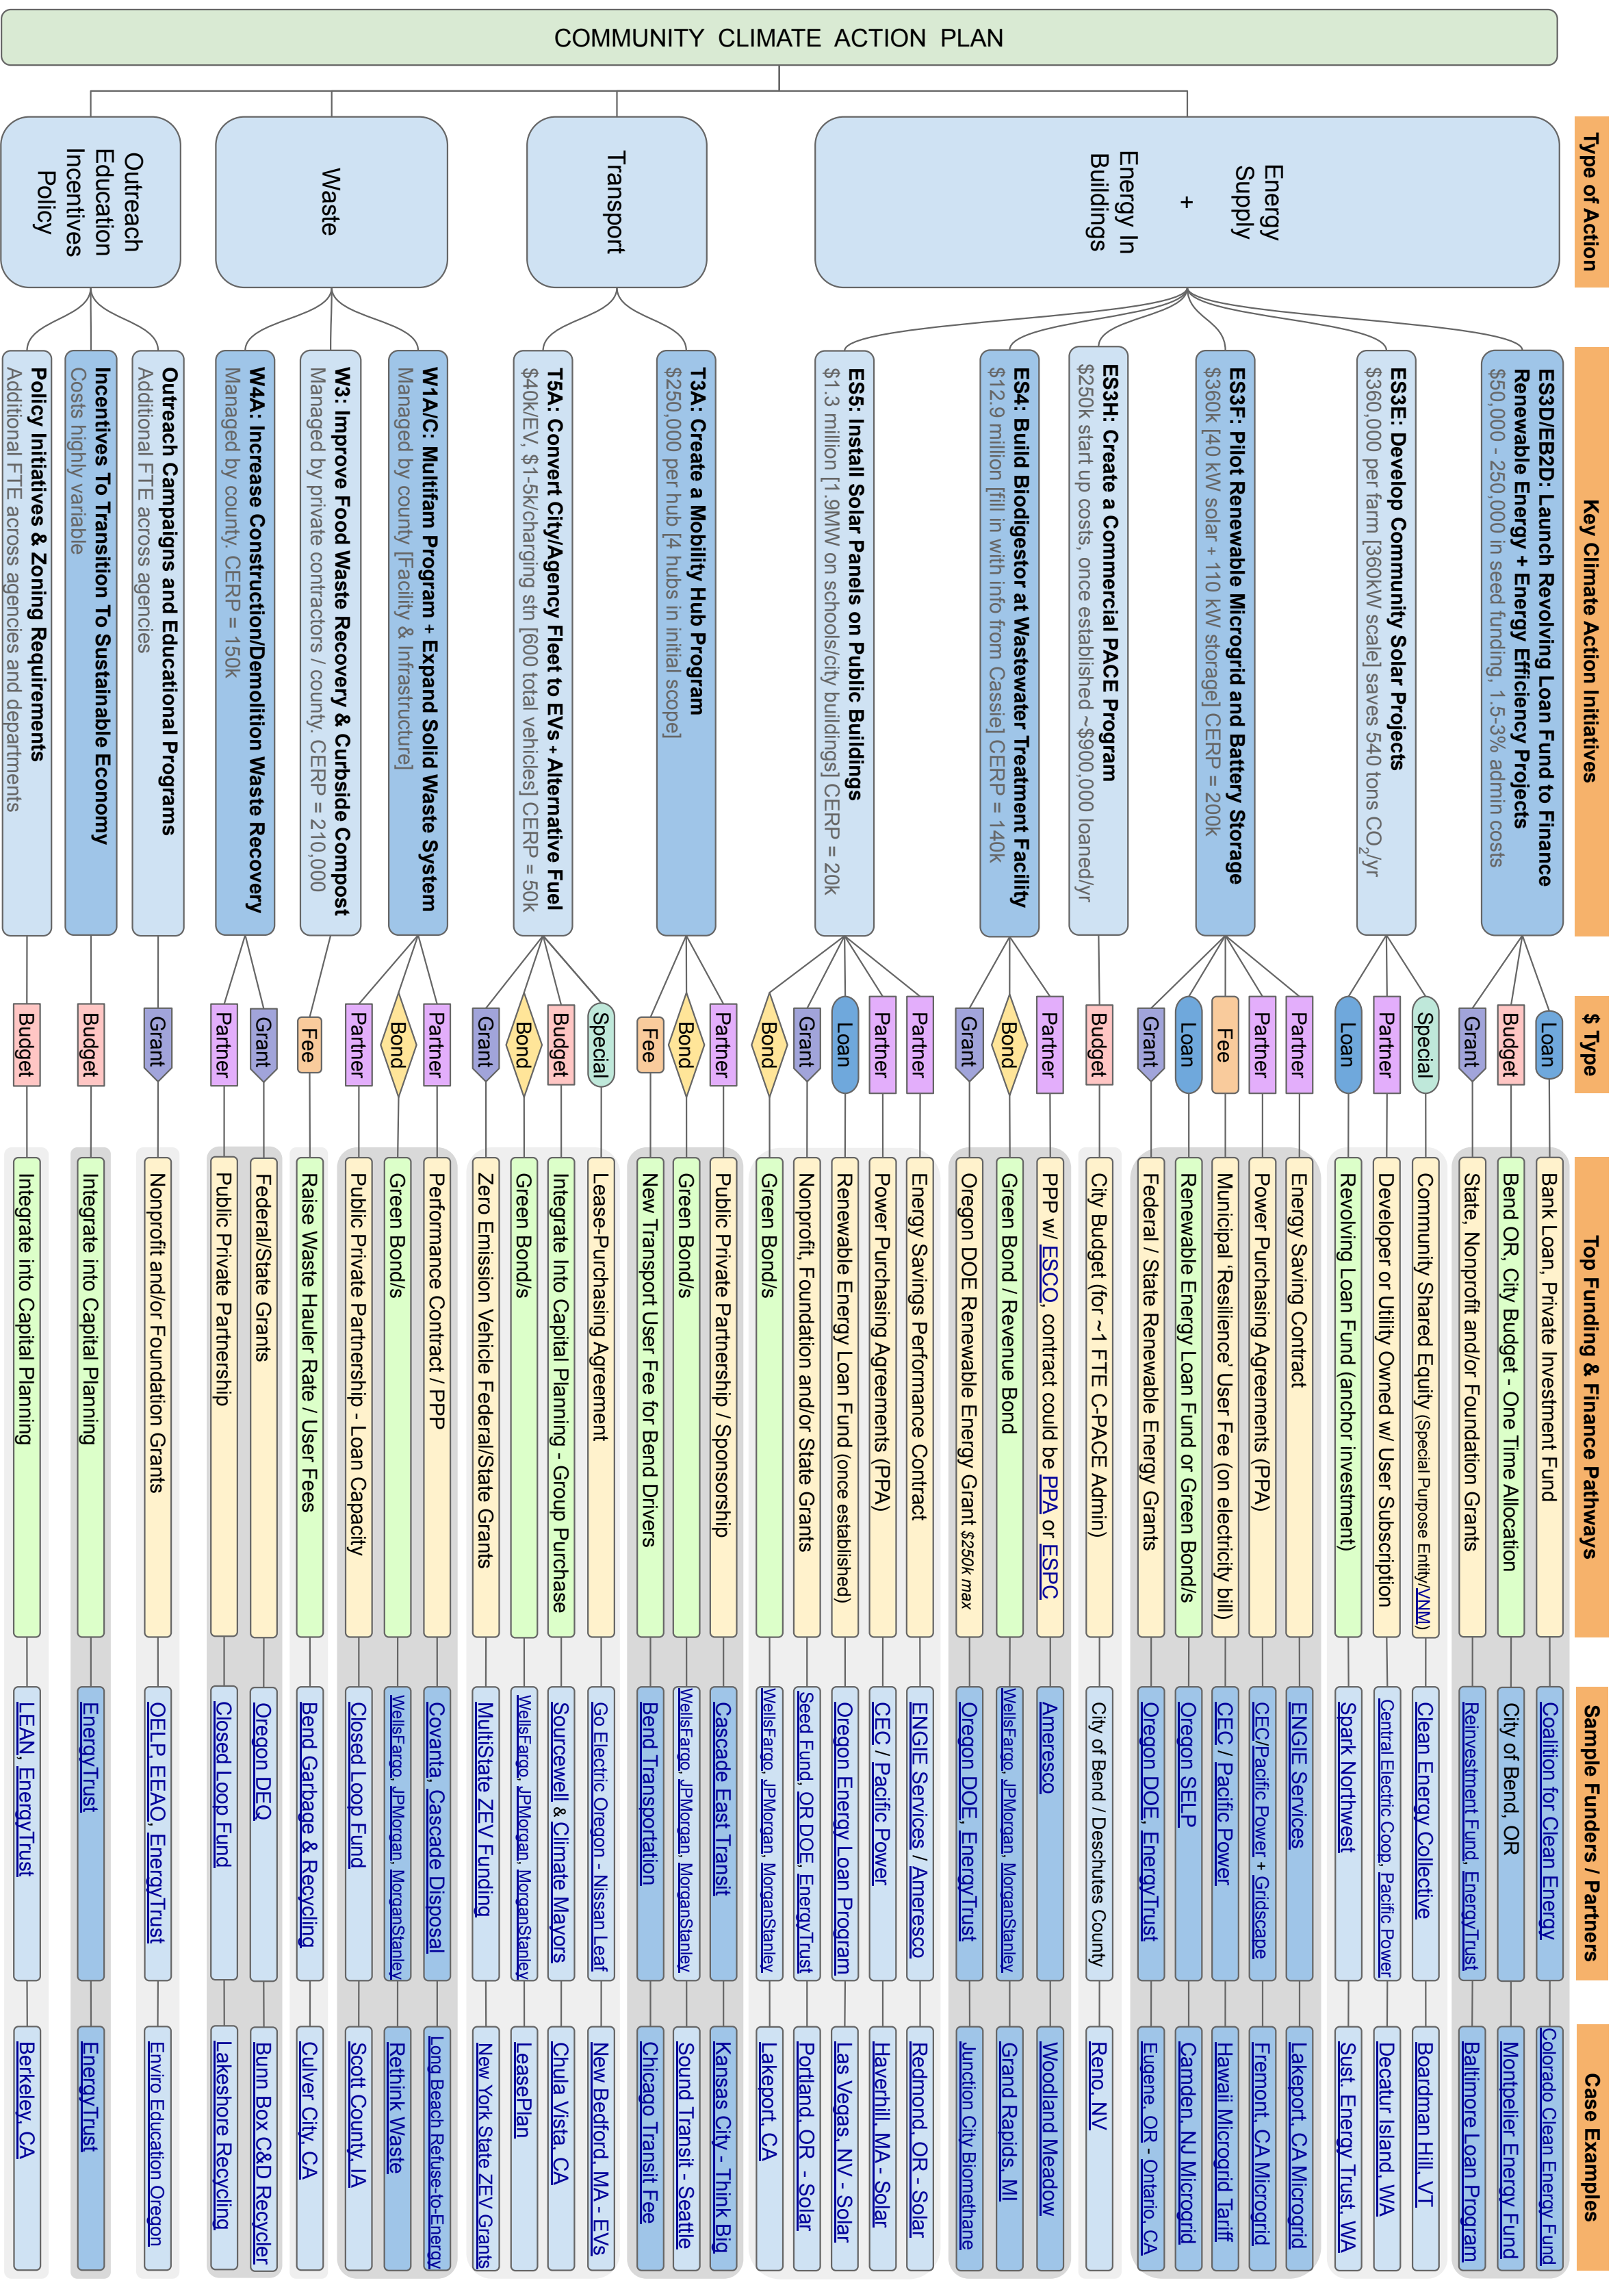 COMMUNITY CLIMATE ACTION PLAN
Type of Action
Key Climate Action Initiatives
$ Type
Top Funding & Finance Pathways
Sample Funders / Partners
Case Examples
Energy
Supply
+
Energy In
Buildings
ES3D/EB2D: Launch Revolving Loan Fund to Finance
Renewable Energy + Energy Efficiency Projects
$50,000 - 250,000 in seed funding, 1.5-3% admin costs
Loan
Bank Loan, Private Investment Fund
Coalition for Clean Energy
Colorado Clean Energy Fund
Budget
Bend OR, City Budget - One Time Allocation
City of Bend, OR
Montpelier Energy Fund
Grant
State, Nonprofit and/or Foundation Grants
Reinvestment Fund, EnergyTrust
Baltimore Loan Program
ES3E: Develop Community Solar Projects
$360,000 per farm [360kW scale] saves 540 tons CO2/yr
Special
Community Shared Equity (Special Purpose Entity/VNM)
Clean Energy Collective
Boardman Hill, VT
Partner
Developer or Utility Owned w/ User Subscription
Central Electric Coop, Pacific Power
Decatur Island, WA
Loan
Revolving Loan Fund (anchor investment)
Spark Northwest
Sust. Energy Trust, WA
ES3F: Pilot Renewable Microgrid and Battery Storage
$360k [40 kW solar + 110 kW storage] CERP = 200k
Partner
Energy Saving Contract
ENGIE Services
Lakeport, CA Microgrid
Partner
Power Purchasing Agreements (PPA)
CEC/Pacific Power + Gridscape
Fremont, CA Microgrid
Fee
Municipal 'Resilience' User Fee (on electricity bill)
CEC / Pacific Power
Hawaii Microgrid Tariff
Loan
Renewable Energy Loan Fund or Green Bond/s
Oregon SELP
Camden, NJ Microgrid
Grant
Federal / State Renewable Energy Grants
Oregon DOE, EnergyTrust
Eugene, OR - Ontario, CA
ES3H: Create a Commercial PACE Program
$250k start up costs, once established ~$900,000 loaned/yr
Budget
City Budget (for ~1 FTE C-PACE Admin)
City of Bend / Deschutes County
Reno, NV
ES4: Build Biodigestor at Wastewater Treatment Facility
$12.9 million [fill in with info from Cassie] CERP = 140k
Partner
PPP w/ ESCO, contract could be PPA or ESPC
Ameresco
Woodland Meadow
Bond
Green Bond / Revenue Bond
WellsFargo, JPMorgan, MorganStanley
Grand Rapids, MI
Grant
Oregon DOE Renewable Energy Grant $250k max
Oregon DOE, EnergyTrust
Junction City Biomethane
ES5: Install Solar Panels on Public Buildings
$1.3 million [1.9MW on schools/city buildings] CERP = 20k
Partner
Energy Savings Performance Contract
ENGIE Services / Ameresco
Redmond, OR - Solar
Partner
Power Purchasing Agreements (PPA)
CEC / Pacific Power
Haverhill, MA - Solar
Loan
Renewable Energy Loan Fund (once established)
Oregon Energy Loan Program
Las Vegas, NV - Solar
Grant
Nonprofit, Foundation and/or State Grants
Seed Fund, OR DOE, EnergyTrust
Portland, OR - Solar
Bond
Green Bond/s
WellsFargo, JPMorgan, MorganStanley
Lakeport, CA
Transport
T3A: Create a Mobility Hub Program
$250,000 per hub [4 hubs in initial scope]
Partner
Public Private Partnership / Sponsorship
Cascade East Transit
Kansas City - Think Big
Bond
Green Bond/s
WellsFargo, JPMorgan, MorganStanley
Sound Transit - Seattle
Fee
New Transport User Fee for Bend Drivers
Bend Transportation
Chicago Transit Fee
T5A: Convert City/Agency Fleet to EVs + Alternative Fuel
$40k/EV, $1-5k/charging stn [600 total vehicles] CERP = 50k
Special
Lease-Purchasing Agreement
Go Electric Oregon - Nissan Leaf
New Bedford, MA - EVs
Budget
Integrate Into Capital Planning - Group Purchase
Sourcewell & Climate Mayors
Chula Vista, CA
Bond
Green Bond/s
WellsFargo, JPMorgan, MorganStanley
LeasePlan
Grant
Zero Emission Vehicle Federal/State Grants
MultiState ZEV Funding
New York State ZEV Grants
Waste
W1A/C: Multifam Program + Expand Solid Waste System
Managed by county [Facility & Infrastructure]
Partner
Performance Contract / PPP
Covanta, Cascade Disposal
Long Beach Refuse-to-Energy
Bond
Green Bond/s
WellsFargo, JPMorgan, MorganStanley
Rethink Waste
Partner
Public Private Partnership - Loan Capacity
Closed Loop Fund
Scott County, IA
W3: Improve Food Waste Recovery & Curbside Compost
Managed by private contractors / county. CERP = 210,000
Fee
Raise Waste Hauler Rate / User Fees
Bend Garbage & Recycling
Culver City, CA
W4A: Increase Construction/Demolition Waste Recovery
Managed by county. CERP = 150k
Grant
Federal/State Grants
Oregon DEQ
Bunn Box C&D Recycler
Partner
Public Private Partnership
Closed Loop Fund
Lakeshore Recycling
Outreach
Education
Incentives
Policy
Outreach Campaigns and Educational Programs
Additional FTE across agencies
Grant
Nonprofit and/or Foundation Grants
OELP, EEAO, EnergyTrust
Enviro Education Oregon
Incentives To Transition To Sustainable Economy
Costs highly variable
Budget
Integrate into Capital Planning
EnergyTrust
EnergyTrust
Policy Initiatives & Zoning Requirements
Additional FTE across agencies and departments
Budget
Integrate into Capital Planning
LEAN, EnergyTrust
Berkeley, CA